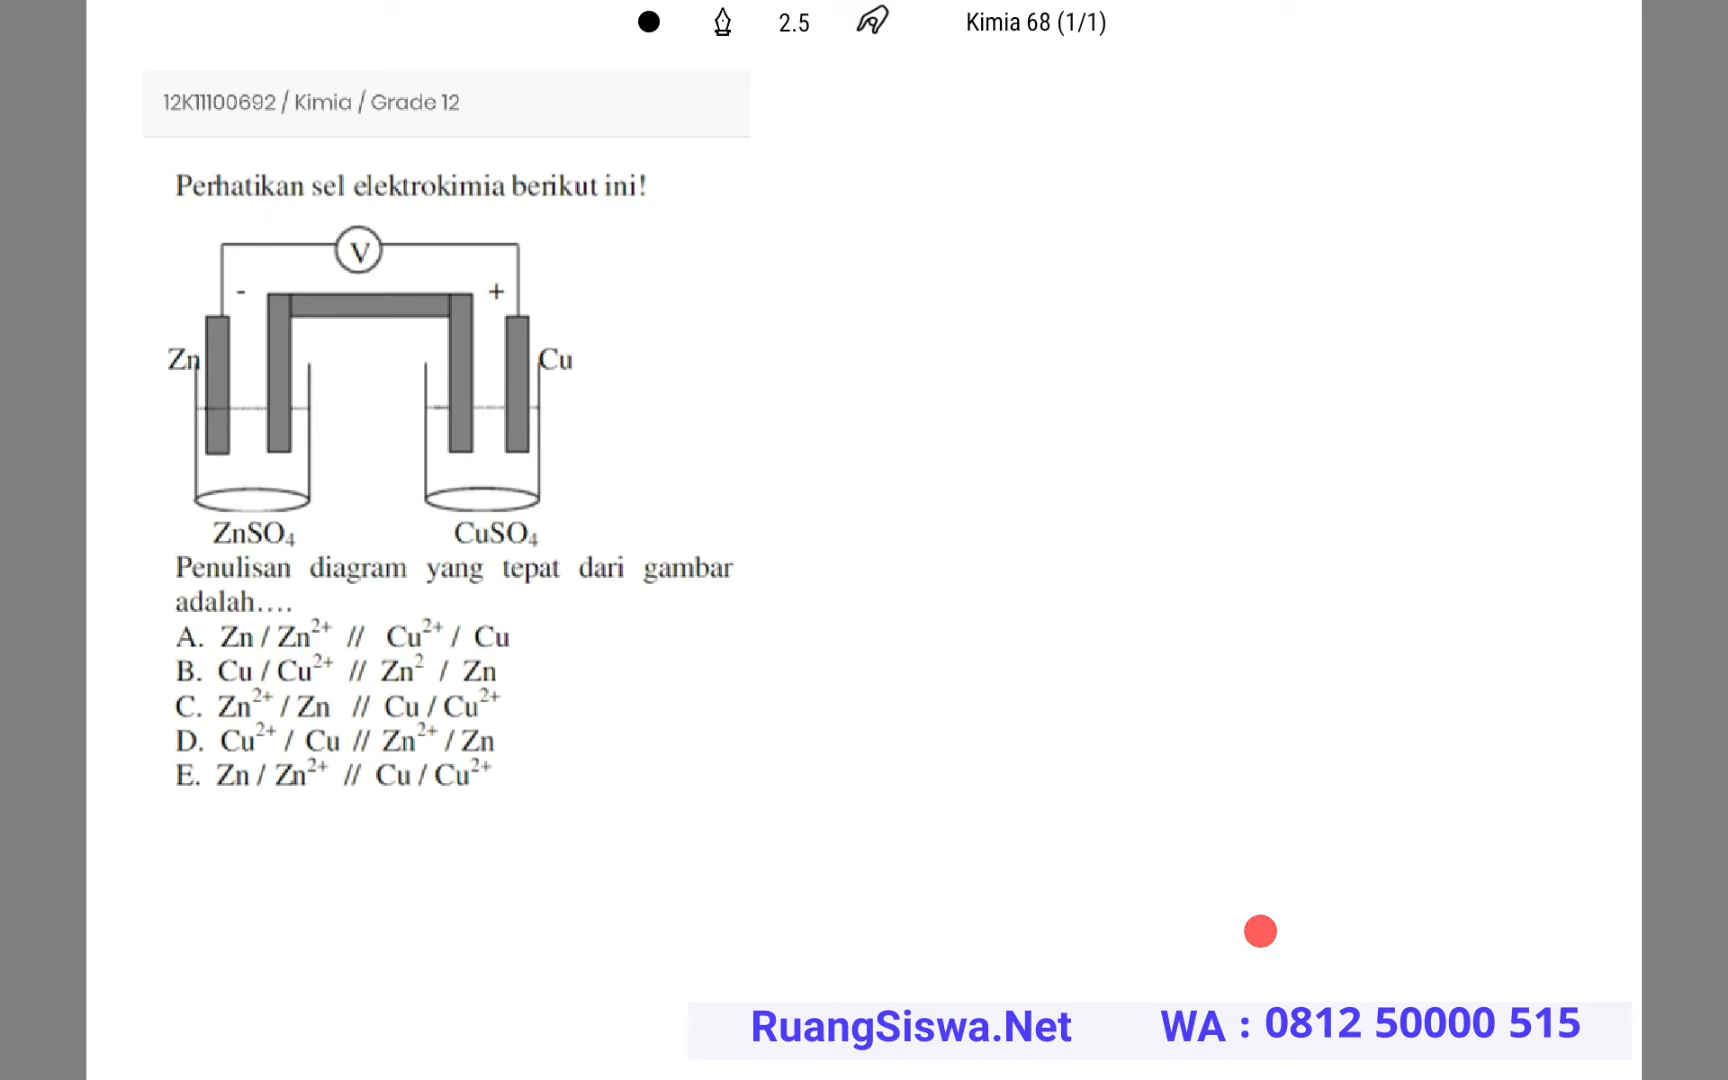 2.5 Kimia 68 (1/1)
12K11100692 / Kimia / Grade 12
Perhatikan sel elektrokimia berikut ini!
V
- +
Zn Cu
ZnSO₄ CuSO₄
Penulisan diagram yang tepat dari gambar
adalah....
A. Zn / Zn²⁺ // Cu²⁺ / Cu
B. Cu / Cu²⁺ // Zn² / Zn
C. Zn²⁺ / Zn // Cu / Cu²⁺
D. Cu²⁺ / Cu // Zn²⁺ / Zn
E. Zn / Zn²⁺ // Cu / Cu²⁺
RuangSiswa.Net WA : 0812 50000 515